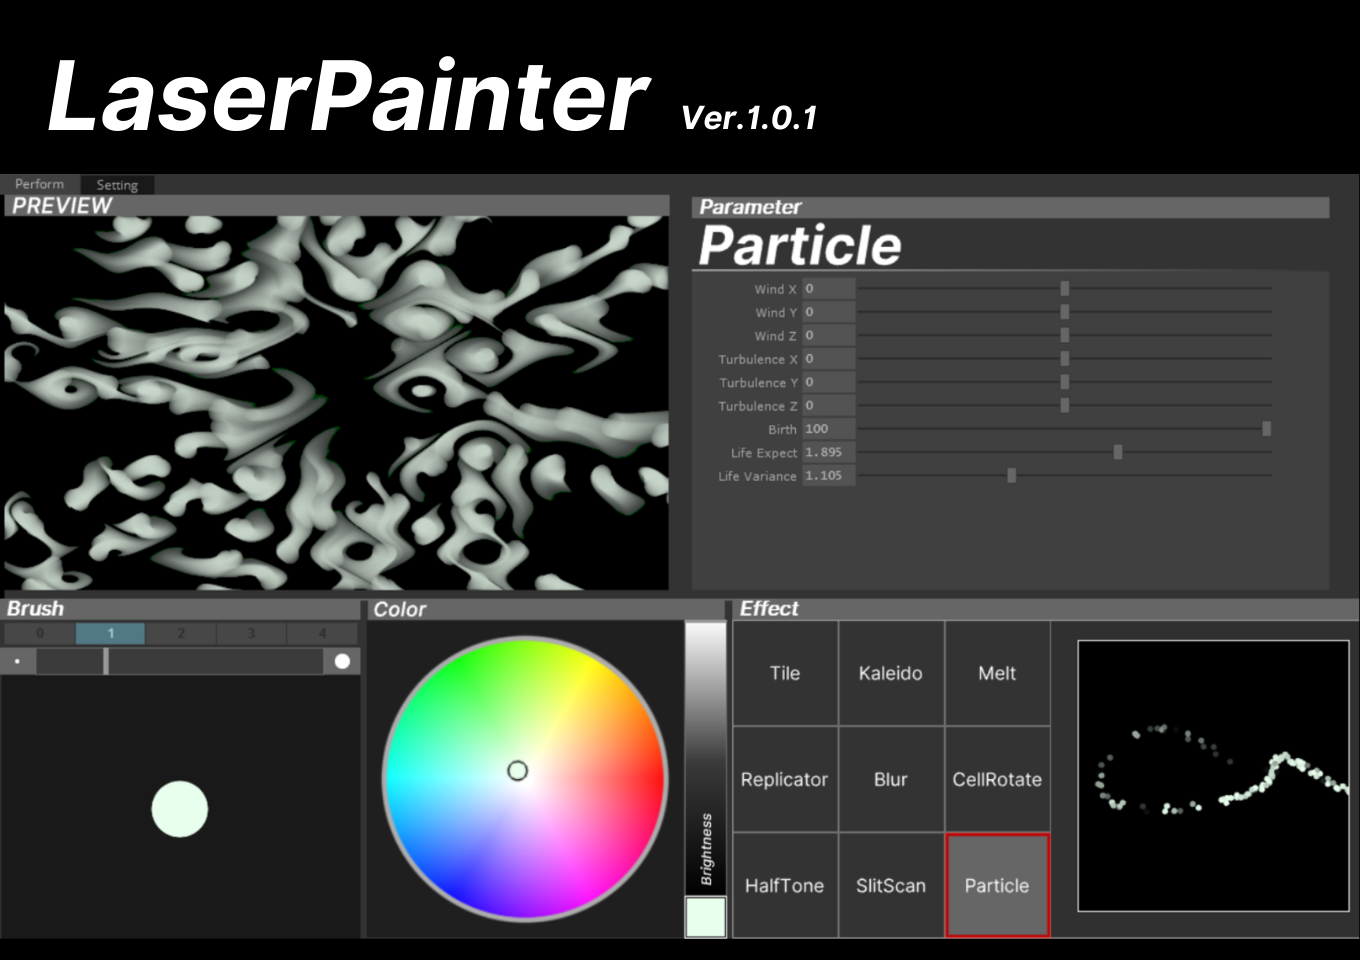 LaserPainter Ver.1.0.1
Perform Setting
PREVIEW
Parameter
Particle
Wind X 0
Wind Y 0
Wind Z 0
Turbulence X 0
Turbulence Y 0
Turbulence Z 0
Birth 100
Life Expect 1.895
Life Variance 1.105
Brush
0 1 2 3 4
Color
Brightness
Effect
Tile Kaleido Melt
Replicator Blur CellRotate
HalfTone SlitScan Particle